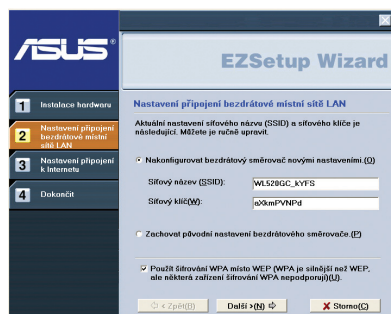 ASUS®
EZSetup Wizard
1 Instalace hardwaru
2 Nastavení připojení
bezdrátové místní
sítě LAN
3 Nastavení připojení
k Internetu
4 Dokončit
Nastavení připojení bezdrátové místní sítě LAN
Aktuální nastavení síťového názvu (SSID) a síťového klíče je
následující. Můžete je ručně upravit.
Nakonfigurovat bezdrátový směrovač novými nastaveními.(O)
Síťový název (SSID): WL520GC_kYFS
Síťový klíč(W): aXkmPVNPd
Zachovat původní nastavení bezdrátového směrovače.(P)
Použít šifrování WPA místo WEP (WPA je silnější než WEP,
ale některá zařízení šifrování WPA nepodporují)(U).
< Zpět(B) Další >(N) Storno(C)